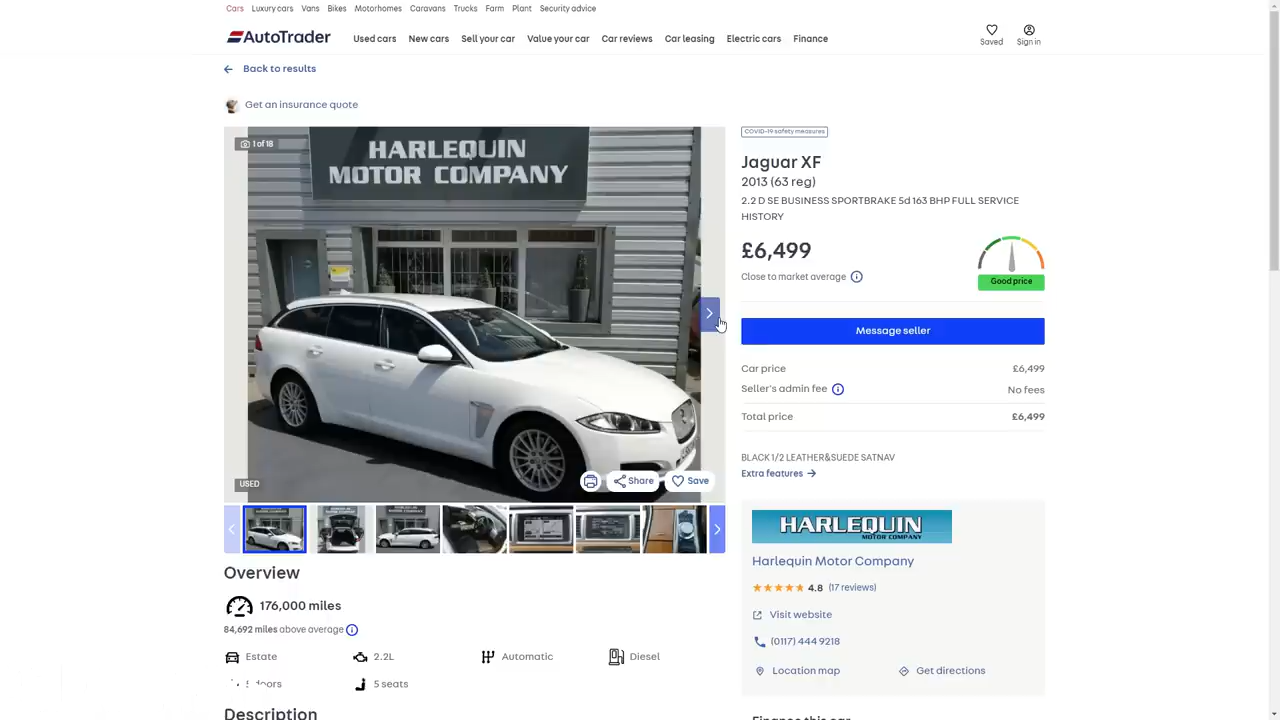 Cars Luxury cars Vans Bikes Motorhomes Caravans Trucks Farm Plant Security advice
AutoTrader Used cars New cars Sell your car Value your car Car reviews Car leasing Electric cars Finance Saved Sign in
Back to results
Get an insurance quote
1 of 18
HARLEQUIN
MOTOR COMPANY
USED
Share Save
COVID-19 safety measures
Jaguar XF
2013 (63 reg)
2.2 D SE BUSINESS SPORTBRAKE 5d 163 BHP FULL SERVICE
HISTORY
£6,499
Close to market average
Good price
Message seller
Car price £6,499
Seller's admin fee No fees
Total price £6,499
BLACK 1/2 LEATHER&SUEDE SATNAV
Extra features
HARLEQUIN
MOTOR COMPANY
Harlequin Motor Company
4.8 (17 reviews)
Visit website
(0117) 444 9218
Location map Get directions
Overview
176,000 miles
84,692 miles above average
Estate 2.2L Automatic Diesel
5 doors 5 seats
Description
Finance this car